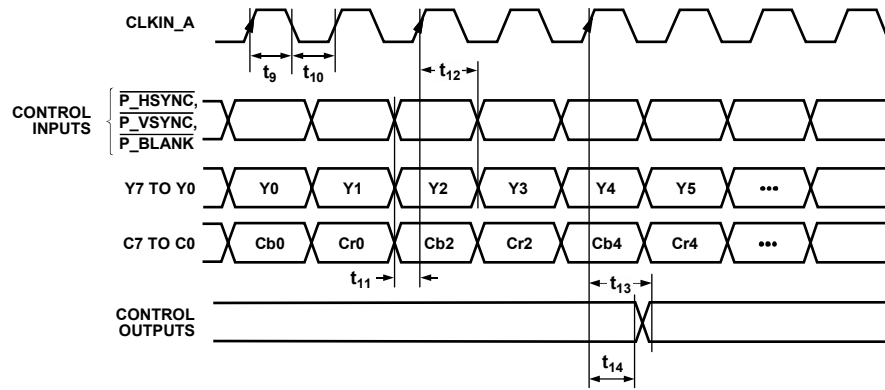 CLKIN_A
t9 t10 t12
CONTROL INPUTS
P_HSYNC,
P_VSYNC,
P_BLANK
Y7 TO Y0 Y0 Y1 Y2 Y3 Y4 Y5 •••
C7 TO C0 Cb0 Cr0 Cb2 Cr2 Cb4 Cr4 •••
t11 t13
CONTROL OUTPUTS
t14